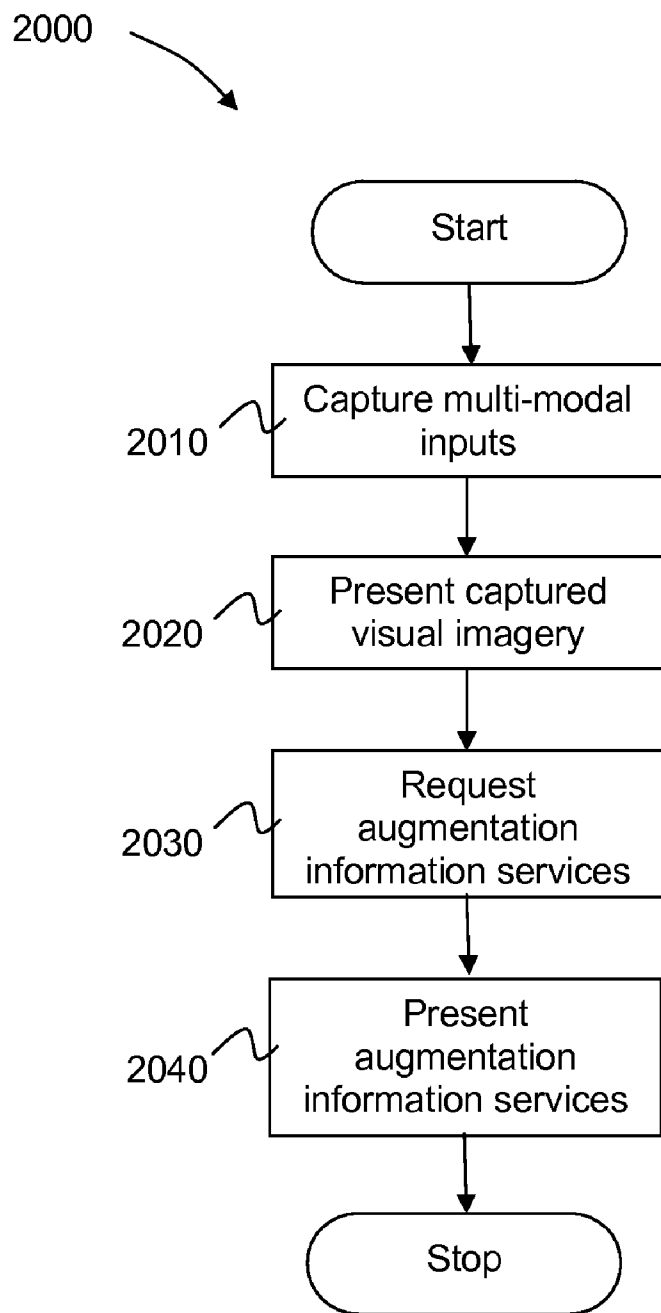 2000
Start
Capture multi-modal
inputs
2010
Present captured
visual imagery
2020
Request
augmentation
information services
2030
Present
augmentation
information services
2040
Stop